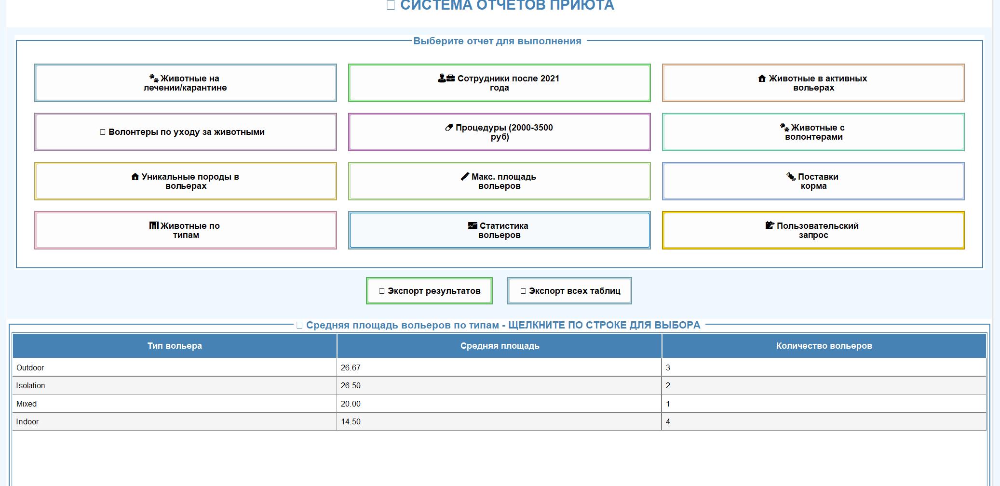 СИСТЕМА ОТЧЕТОВ ПРИЮТА
Выберите отчет для выполнения
Животные на
лечении/карантине
Сотрудники после 2021
года
Животные в активных
вольерах
Волонтеры по уходу за животными
Процедуры (2000-3500
руб)
Животные с
волонтерами
Уникальные породы в
вольерах
Макс. площадь
вольеров
Поставки
корма
Животные по
типам
Статистика
вольеров
Пользовательский
запрос
Экспорт результатов
Экспорт всех таблиц
Средняя площадь вольеров по типам - ЩЕЛКНИТЕ ПО СТРОКЕ ДЛЯ ВЫБОРА
Тип вольера Средняя площадь Количество вольеров
Outdoor 26.67 3
Isolation 26.50 2
Mixed 20.00 1
Indoor 14.50 4